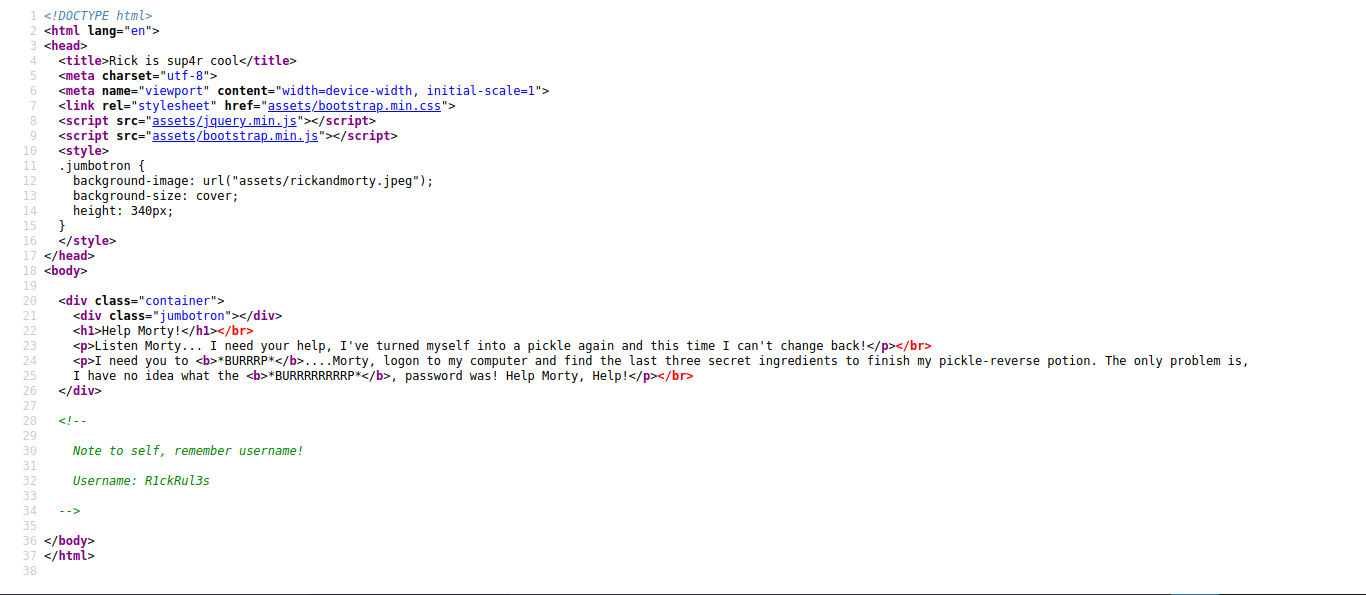 1 <!DOCTYPE html>
2 <html lang="en">
3 <head>
4   <title>Rick is sup4r cool</title>
5   <meta charset="utf-8">
6   <meta name="viewport" content="width=device-width, initial-scale=1">
7   <link rel="stylesheet" href="assets/bootstrap.min.css">
8   <script src="assets/jquery.min.js"></script>
9   <script src="assets/bootstrap.min.js"></script>
10   <style>
11   .jumbotron {
12     background-image: url("assets/rickandmorty.jpeg");
13     background-size: cover;
14     height: 340px;
15   }
16   </style>
17 </head>
18 <body>
19
20   <div class="container">
21     <div class="jumbotron"></div>
22     <h1>Help Morty!</h1></br>
23     <p>Listen Morty... I need your help, I've turned myself into a pickle again and this time I can't change back!</p></br>
24     <p>I need you to <b>*BURRRP*</b>....Morty, logon to my computer and find the last three secret ingredients to finish my pickle-reverse potion. The only problem is,
25     I have no idea what the <b>*BURRRRRRRRP*</b>, password was! Help Morty, Help!</p></br>
26   </div>
27
28   <!--
29
30     Note to self, remember username!
31
32     Username: R1ckRul3s
33
34   -->
35
36 </body>
37 </html>
38